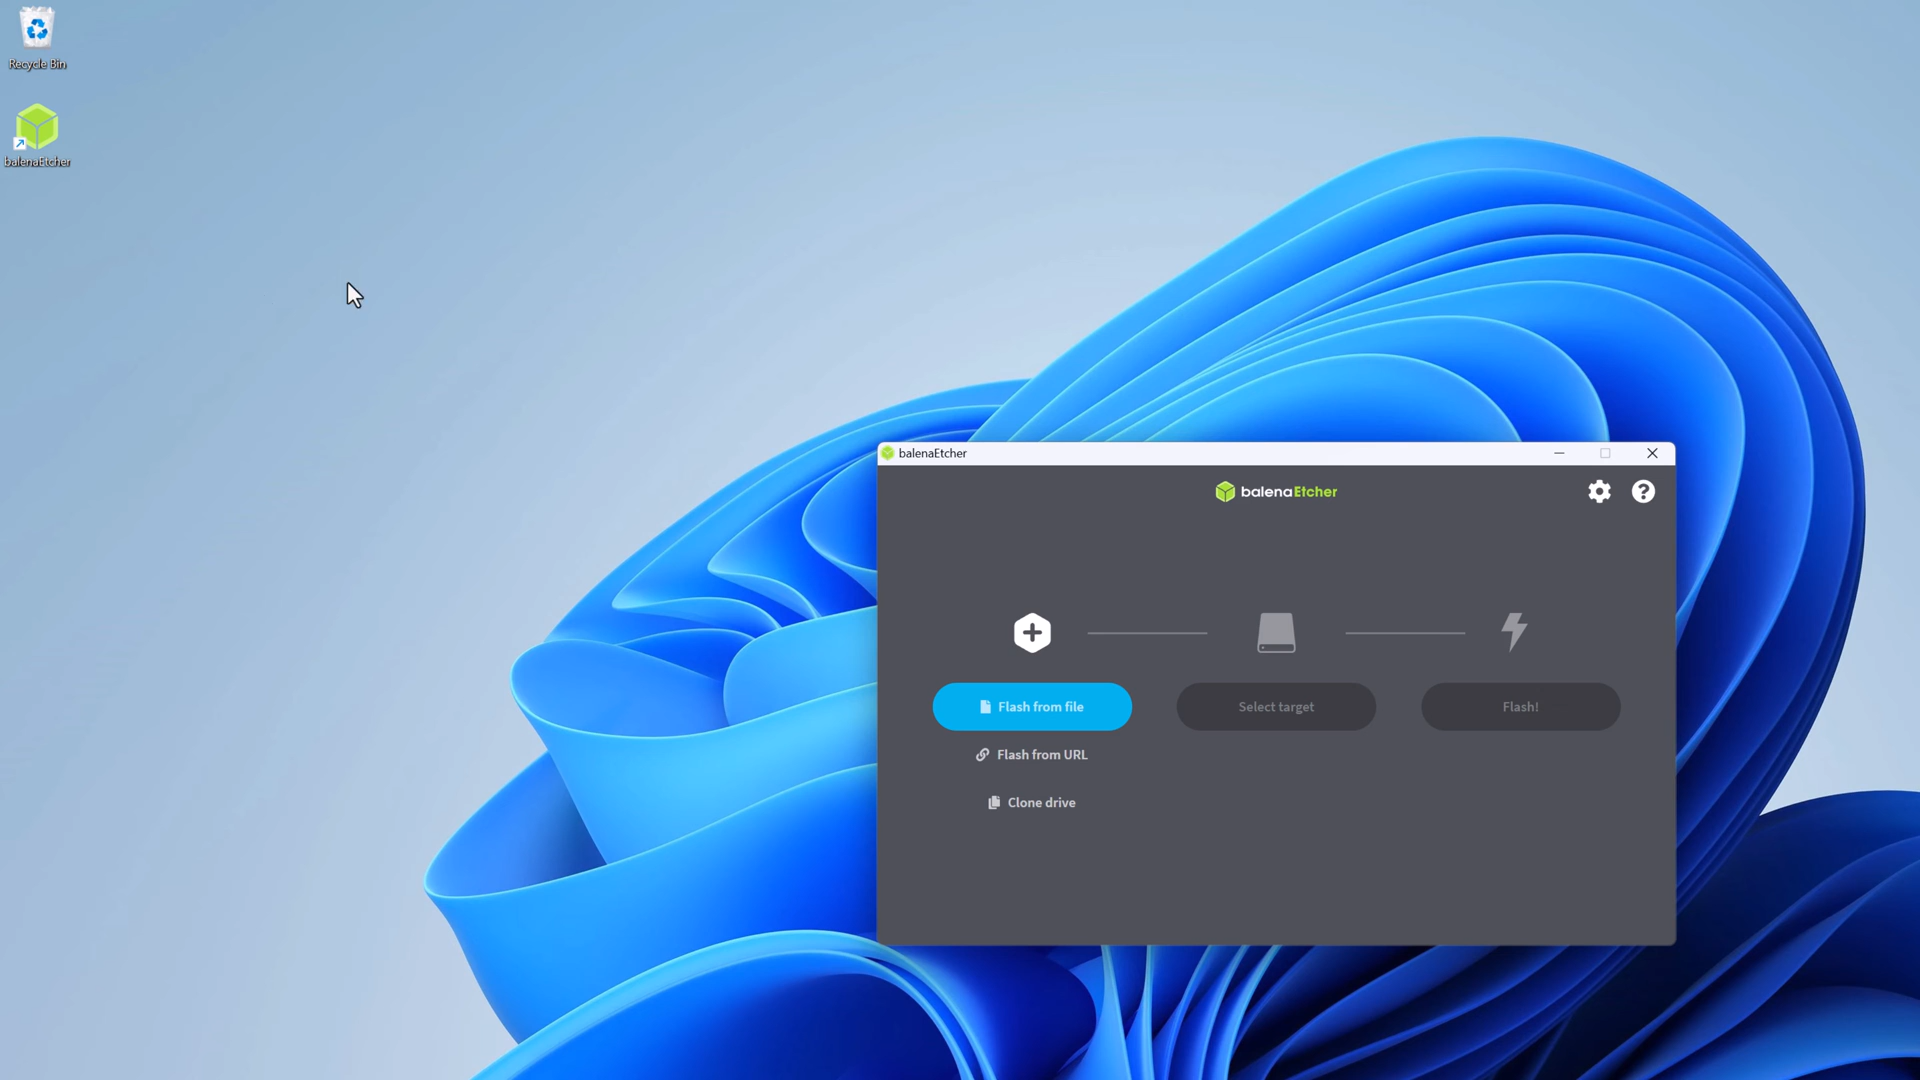 Recycle Bin
balenaEtcher
balenaEtcher
balenaEtcher
Flash from file
Select target
Flash!
Flash from URL
Clone drive